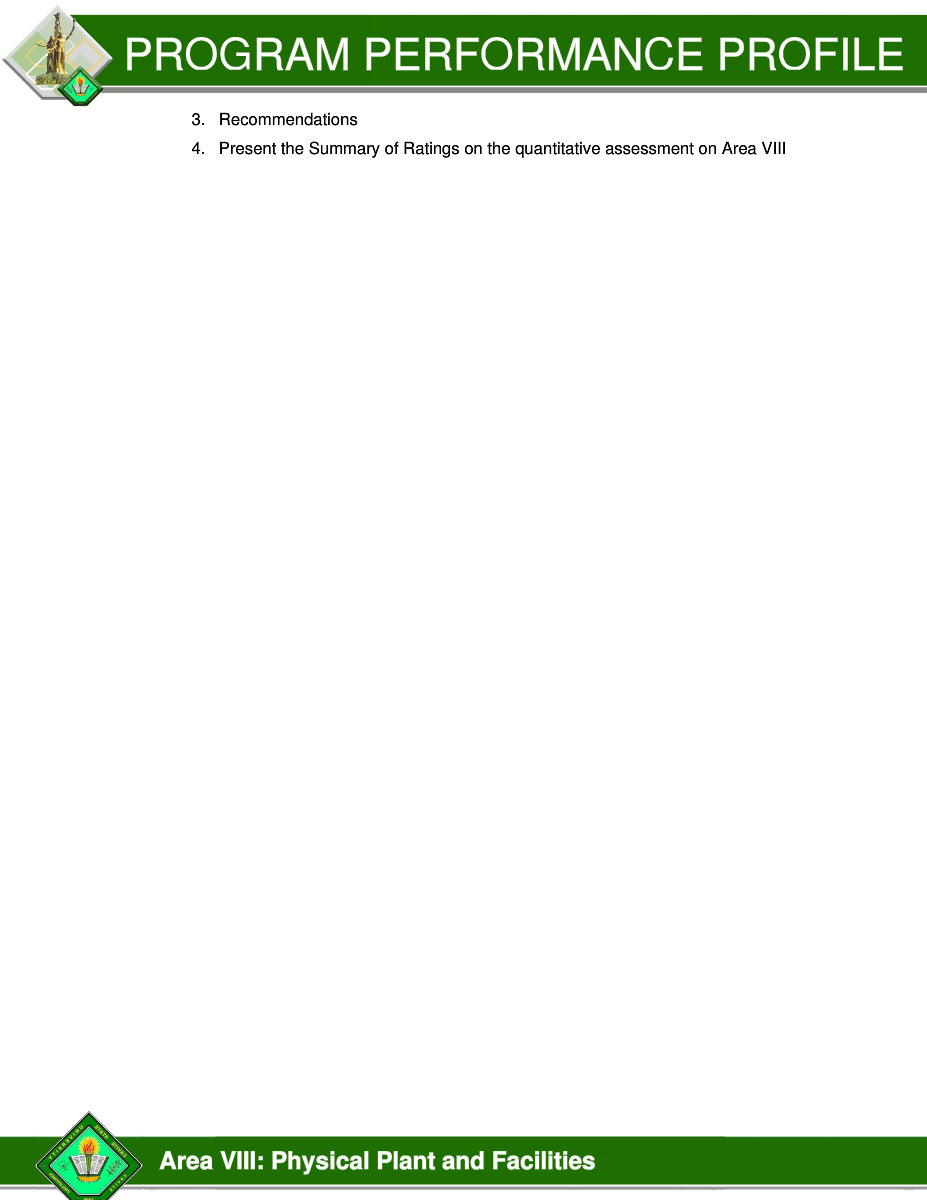 PROGRAM PERFORMANCE PROFILE
3. Recommendations
4. Present the Summary of Ratings on the quantitative assessment on Area VIII
Area VIII: Physical Plant and Facilities